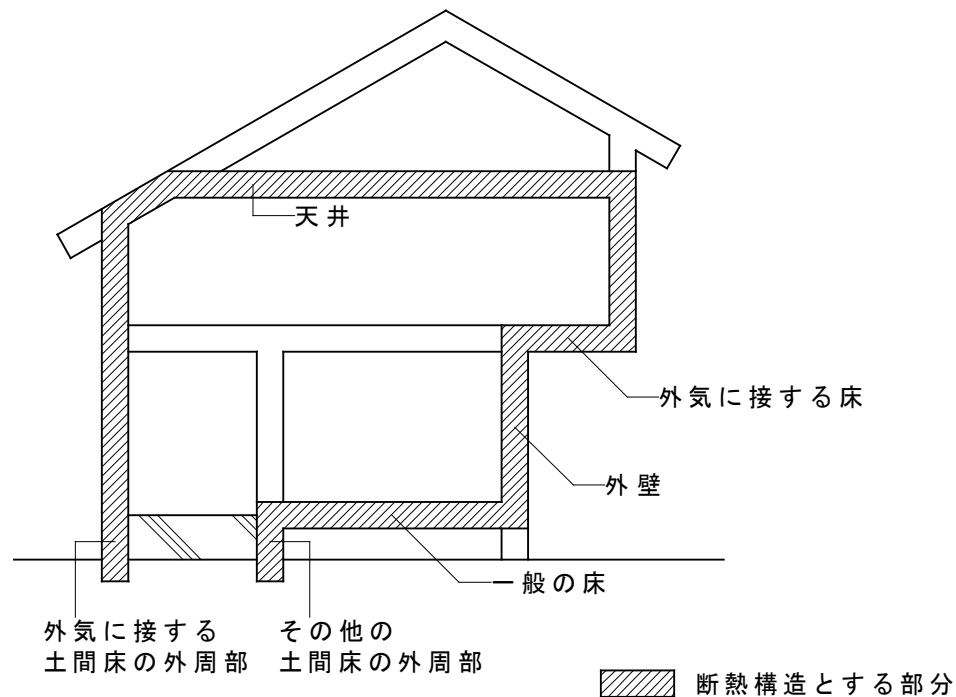 天井
外気に接する床
外壁
一般の床
外気に接する
土間床の外周部
その他の
土間床の外周部
断熱構造とする部分